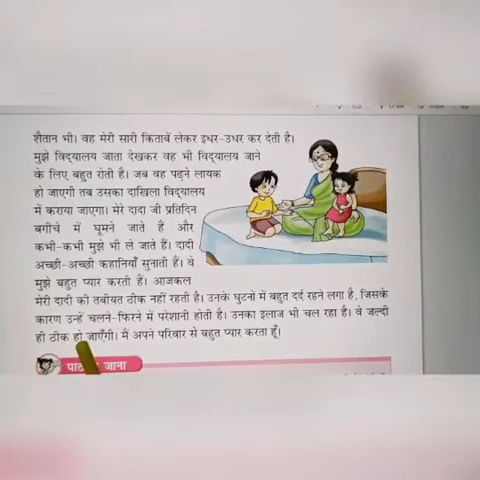 शैतान भी। वह मेरी सारी किताबें लेकर इधर-उधर कर देती है।
मुझे विद्यालय जाता देखकर वह भी विद्यालय जाने
के लिए बहुत रोती है। जब वह पढ़ने लायक
हो जाएगी तब उसका दाखिला विद्यालय
में कराया जाएगा। मेरे दादा जी प्रतिदिन
बगीचे में घूमने जाते हैं और
कभी-कभी मुझे भी ले जाते हैं। दादी
अच्छी-अच्छी कहानियाँ सुनाती हैं। वे
मुझे बहुत प्यार करती हैं। आजकल
मेरी दादी की तबीयत ठीक नहीं रहती है। उनके घुटनों में बहुत दर्द रहने लगा है, जिसके
कारण उन्हें चलने-फिरने में परेशानी होती है। उनका इलाज भी चल रहा है। वे जल्दी
ही ठीक हो जाएँगी। मैं अपने परिवार से बहुत प्यार करता हूँ।
जाना